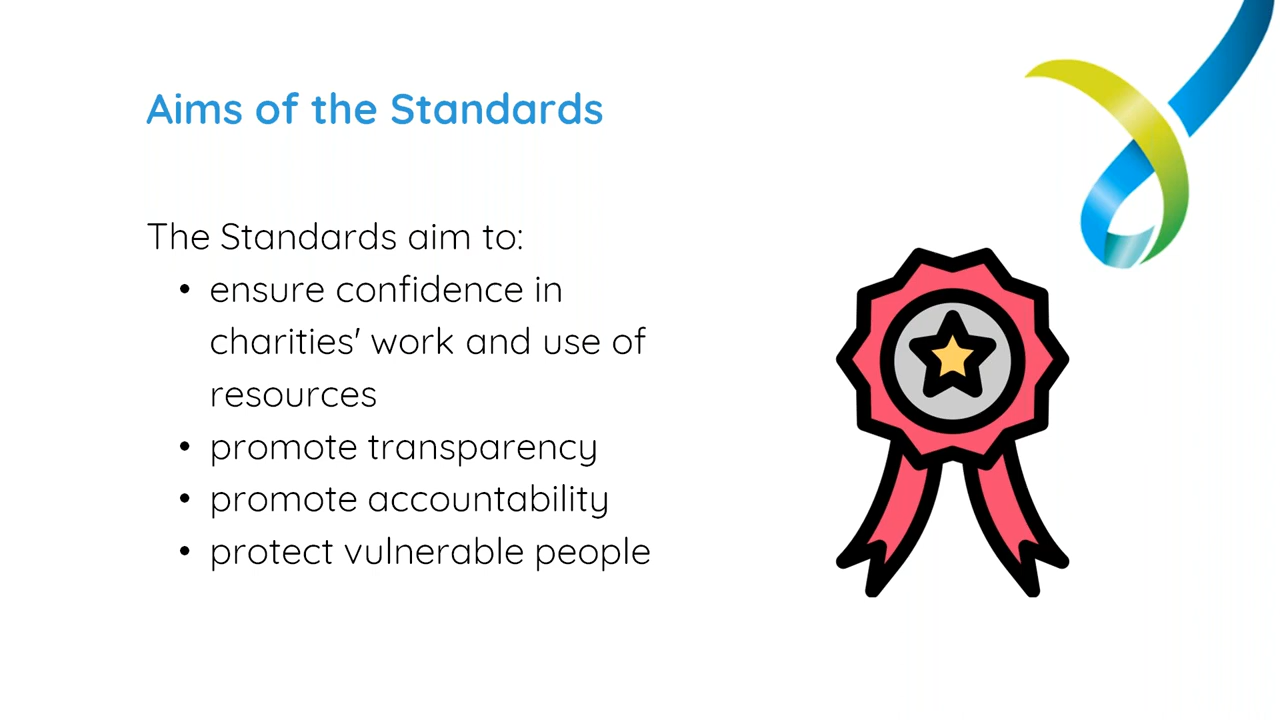 Aims of the Standards
The Standards aim to:
• ensure confidence in
charities' work and use of
resources
• promote transparency
• promote accountability
• protect vulnerable people